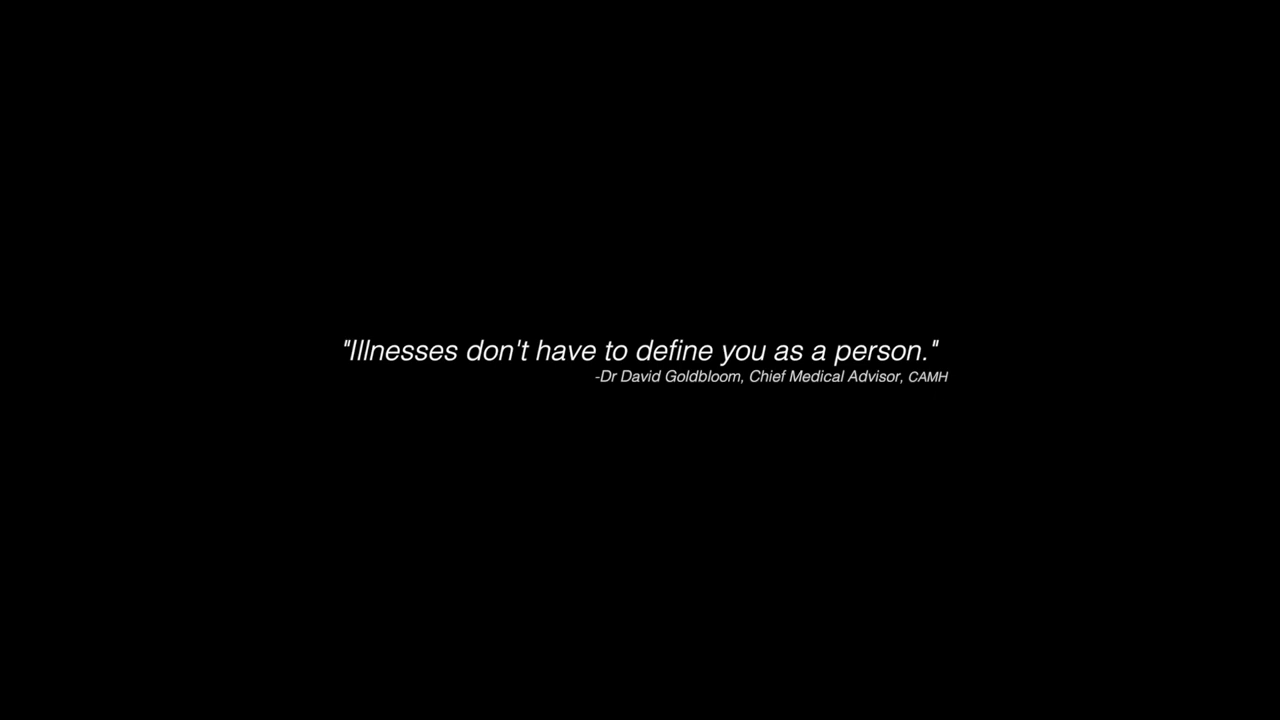 "Illnesses don't have to define you as a person."
-Dr David Goldbloom, Chief Medical Advisor, CAMH